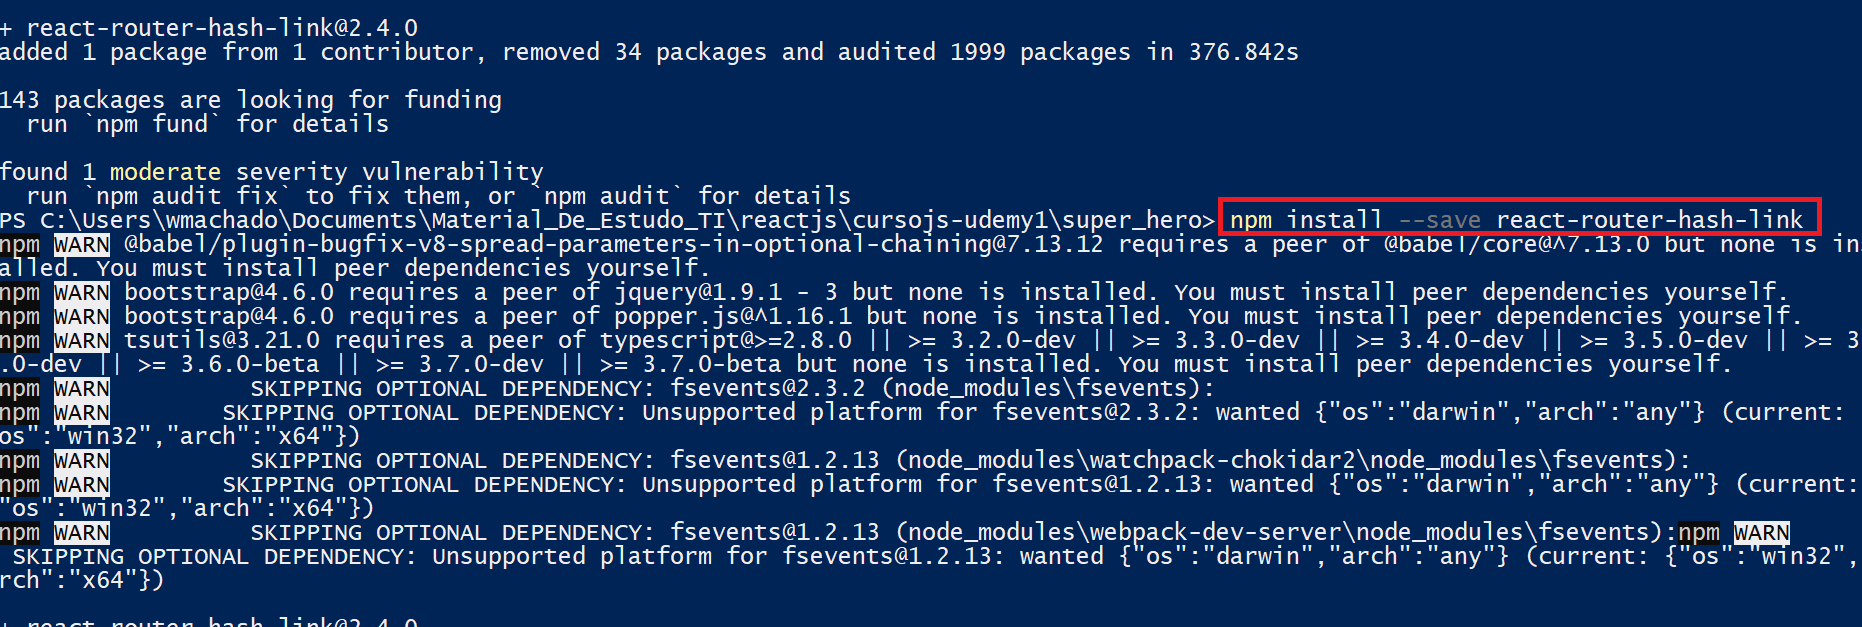 + react-router-hash-link@2.4.0
added 1 package from 1 contributor, removed 34 packages and audited 1999 packages in 376.842s
143 packages are looking for funding
run `npm fund` for details
found 1 moderate severity vulnerability
run `npm audit fix` to fix them, or `npm audit` for details
PS C:\Users\wmachado\Documents\Material_De_Estudo_TI\reactjs\cursojs-udemy1\super_hero> npm install --save react-router-hash-link
npm WARN @babel/plugin-bugfix-v8-spread-parameters-in-optional-chaining@7.13.12 requires a peer of @babel/core@^7.13.0 but none is ins
alled. You must install peer dependencies yourself.
npm WARN bootstrap@4.6.0 requires a peer of jquery@1.9.1 - 3 but none is installed. You must install peer dependencies yourself.
npm WARN bootstrap@4.6.0 requires a peer of popper.js@^1.16.1 but none is installed. You must install peer dependencies yourself.
npm WARN tsutils@3.21.0 requires a peer of typescript@>=2.8.0 || >= 3.2.0-dev || >= 3.3.0-dev || >= 3.4.0-dev || >= 3.5.0-dev || >= 3
.0-dev || >= 3.6.0-beta || >= 3.7.0-dev || >= 3.7.0-beta but none is installed. You must install peer dependencies yourself.
npm WARN SKIPPING OPTIONAL DEPENDENCY: fsevents@2.3.2 (node_modules\fsevents):
npm WARN SKIPPING OPTIONAL DEPENDENCY: Unsupported platform for fsevents@2.3.2: wanted {"os":"darwin","arch":"any"} (current:
os":"win32","arch":"x64"})
npm WARN SKIPPING OPTIONAL DEPENDENCY: fsevents@1.2.13 (node_modules\watchpack-chokidar2\node_modules\fsevents):
npm WARN SKIPPING OPTIONAL DEPENDENCY: Unsupported platform for fsevents@1.2.13: wanted {"os":"darwin","arch":"any"} (current:
"os":"win32","arch":"x64"})
npm WARN SKIPPING OPTIONAL DEPENDENCY: fsevents@1.2.13 (node_modules\webpack-dev-server\node_modules\fsevents):npm WARN
SKIPPING OPTIONAL DEPENDENCY: Unsupported platform for fsevents@1.2.13: wanted {"os":"darwin","arch":"any"} (current: {"os":"win32",
rch":"x64"})
+ react-router-hash-link@2.4.0